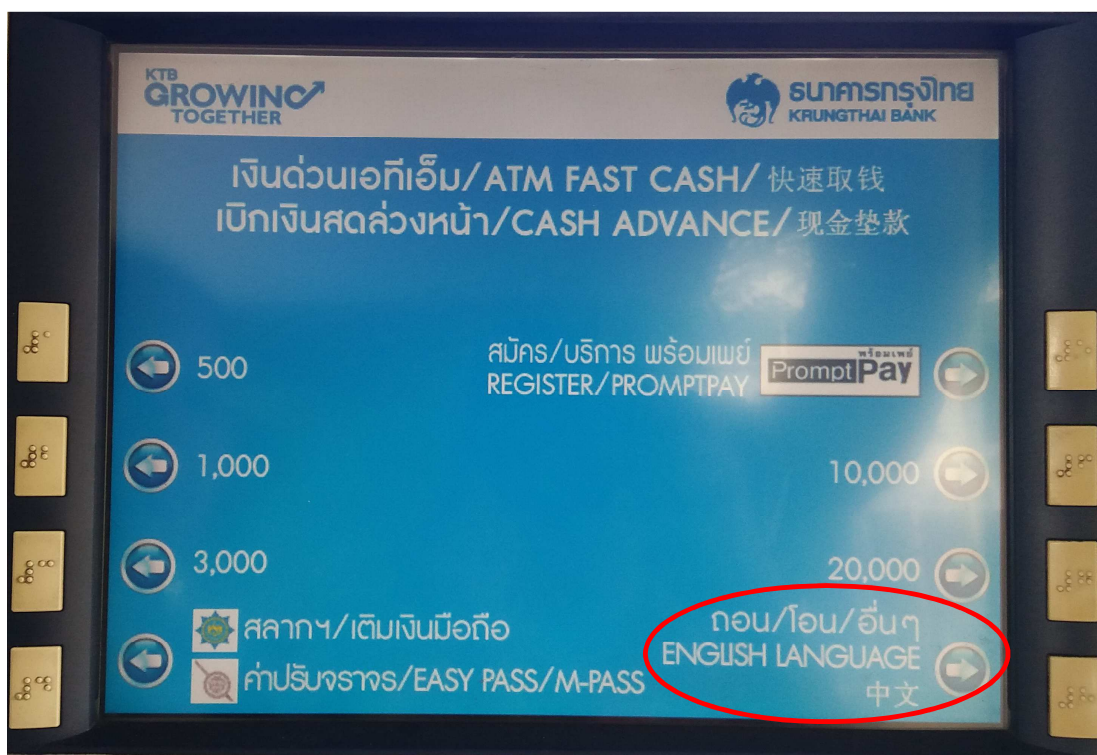 KTB
GROWING
TOGETHER
ธนาคารกรุงไทย
KRUNGTHAI BANK
เงินด่วนเอทีเอ็ม/ATM FAST CASH/快速取钱
เบิกเงินสดล่วงหน้า/CASH ADVANCE/现金垫款
500
สมัคร/บริการ พร้อมเพย์
REGISTER/PROMPTPAY
พร้อมเพย์
Prompt Pay
1,000
10,000
3,000
20,000
สลากฯ/เติมเงินมือถือ
ค่าปรับจราจร/EASY PASS/M-PASS
ถอน/โอน/อื่นๆ
ENGLISH LANGUAGE
中文